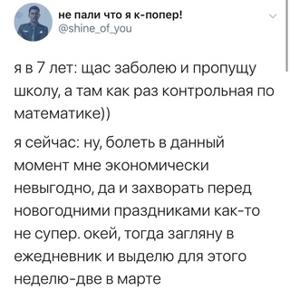 не пали что я к-попер!
@shine_of_you
я в 7 лет: щас заболею и пропущу
школу, а там как раз контрольная по
математике))
я сейчас: ну, болеть в данный
момент мне экономически
невыгодно, да и захворать перед
новогодними праздниками как-то
не супер. окей, тогда загляну в
ежедневник и выделю для этого
неделю-две в марте